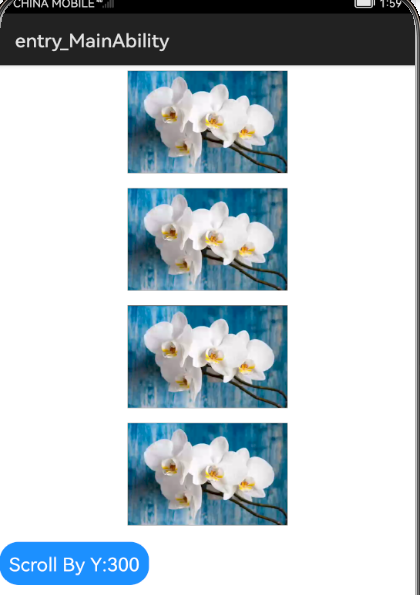 CHINA MOBILE
1:59
entry_MainAbility
Scroll By Y:300